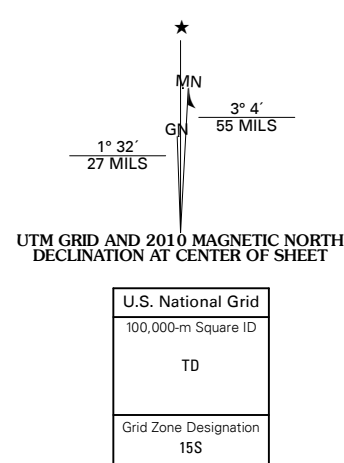 MN
3° 4´
55 MILS
GN
1° 32´
27 MILS
UTM GRID AND 2010 MAGNETIC NORTH
DECLINATION AT CENTER OF SHEET
U.S. National Grid
100,000-m Square ID
TD
Grid Zone Designation
15S